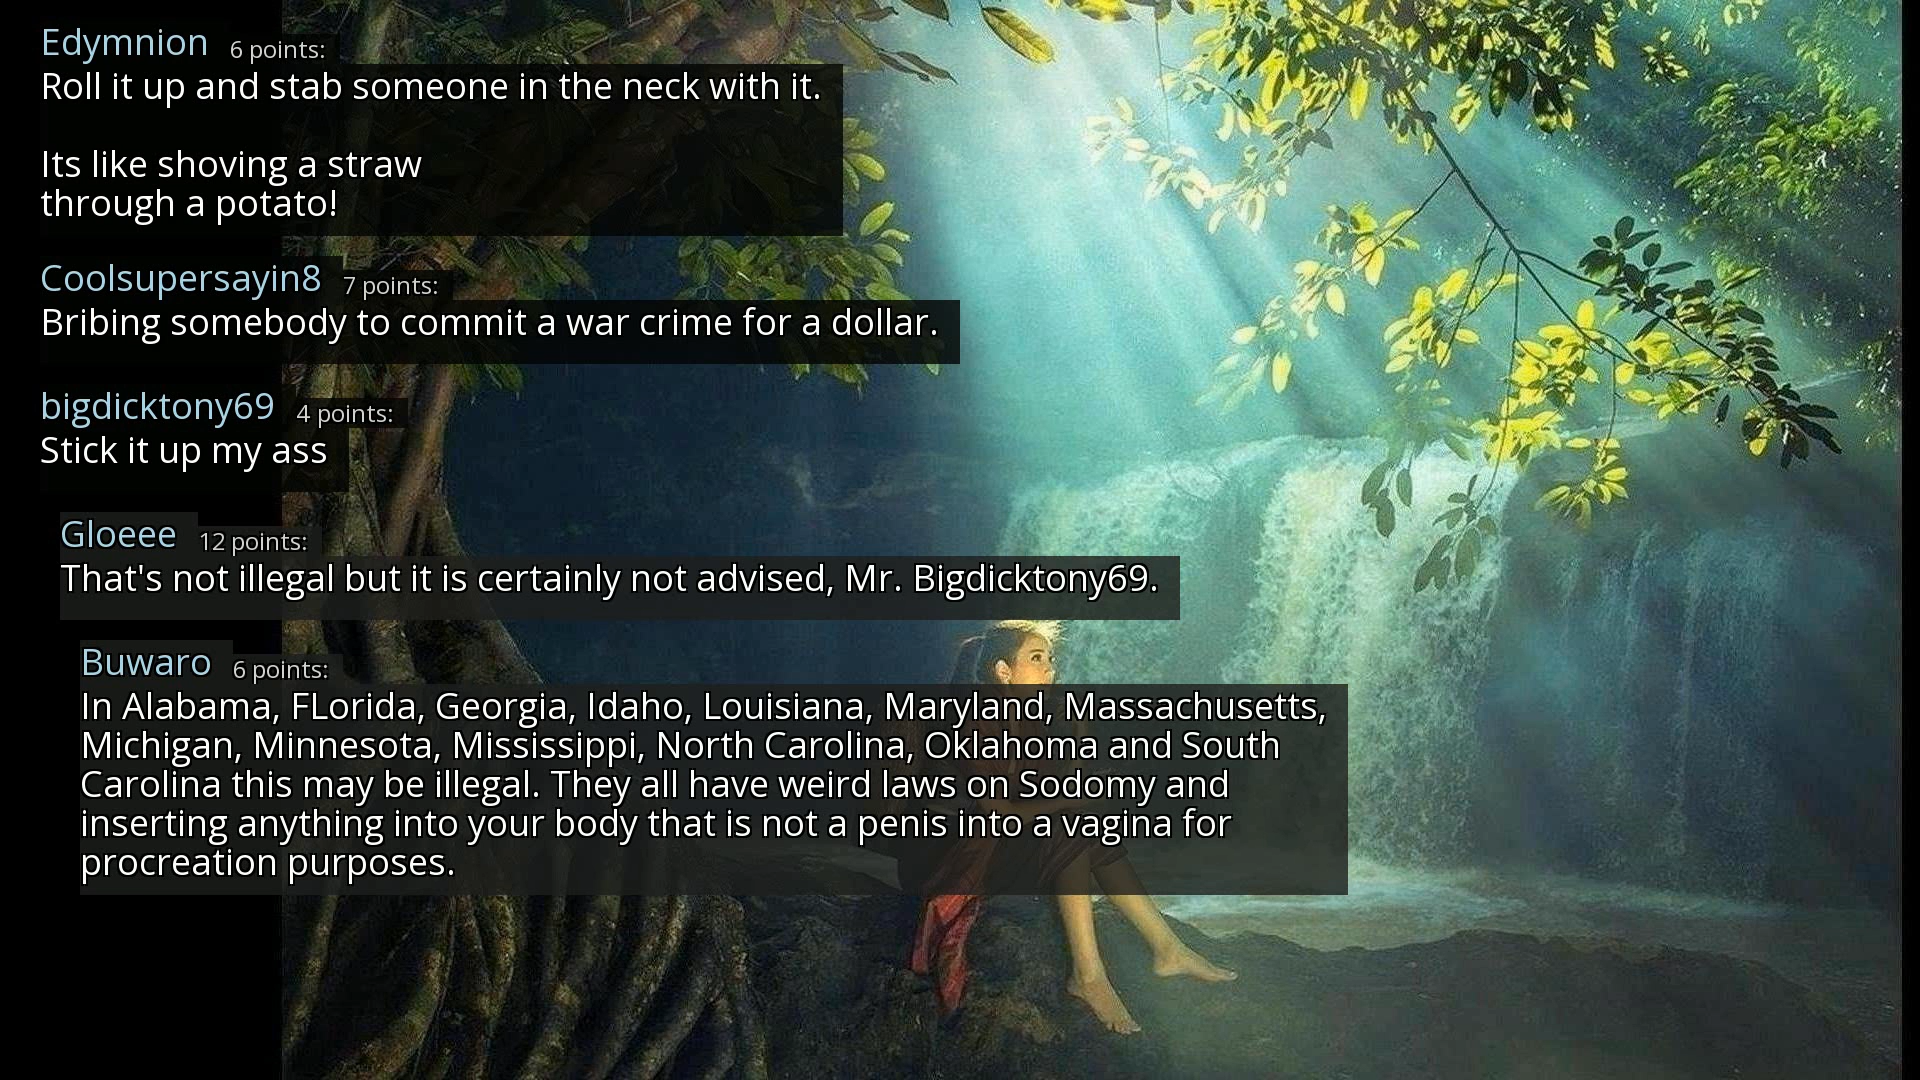 Edymnion 6 points:
Roll it up and stab someone in the neck with it.
Its like shoving a straw
through a potato!
Coolsupersayin8 7 points:
Bribing somebody to commit a war crime for a dollar.
bigdicktony69 4 points:
Stick it up my ass
Gloeee 12 points:
That's not illegal but it is certainly not advised, Mr. Bigdicktony69.
Buwaro 6 points:
In Alabama, FLorida, Georgia, Idaho, Louisiana, Maryland, Massachusetts,
Michigan, Minnesota, Mississippi, North Carolina, Oklahoma and South
Carolina this may be illegal. They all have weird laws on Sodomy and
inserting anything into your body that is not a penis into a vagina for
procreation purposes.